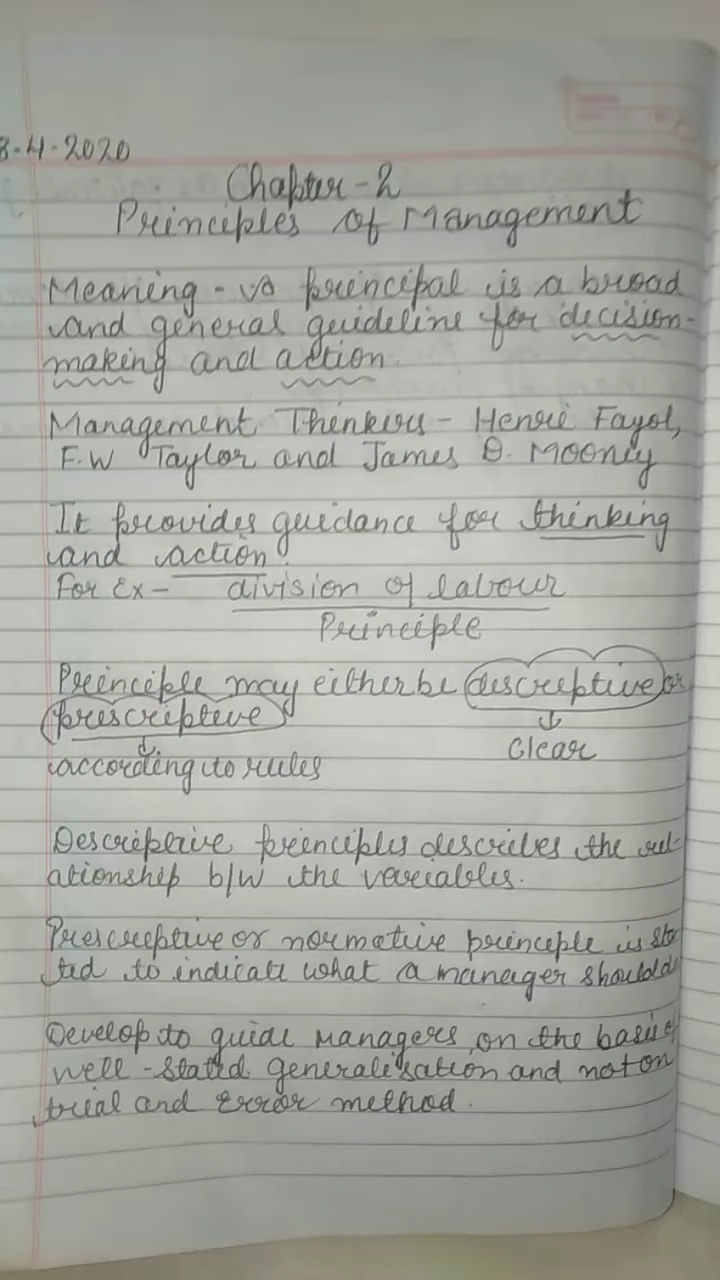 8-4-2020
Chapter-2
Principles of Management
Meaning - A principal is a broad
and general guideline for decision-
making and action.
Management Thinkers - Henrie Fayol,
F.W Taylor and James D. Mooney
It provides guidance for thinking
and action.
For Ex- division of labour
Principle
Principle may either be descriptive or
prescriptive
Clear
according to rules
Descriptive principles describes the rel-
ationship b/w the variables.
Prescriptive or normative principle is sta
ted to indicate what a manager should do
Develop to guide Managers on the basis of
well-stated generalisation and not on
trial and Error method.